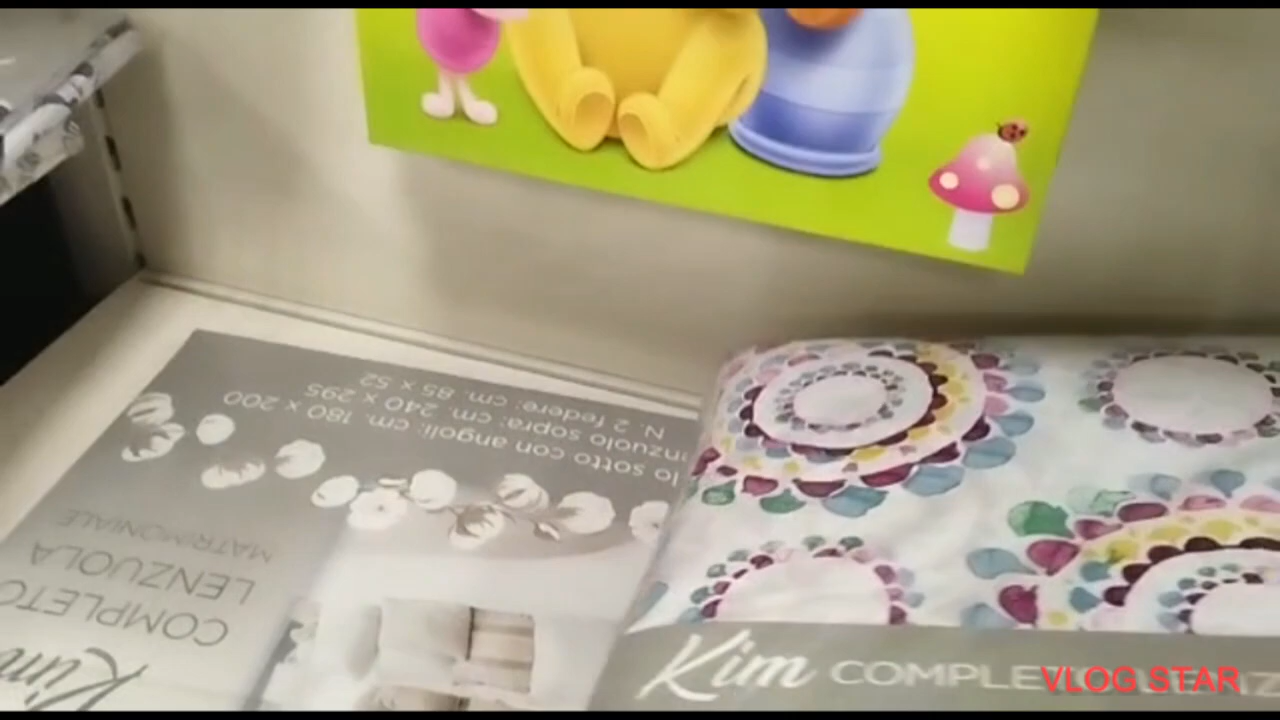 Kim
COMPLETO
LENZUOLA
MATRIMONIALE
lo sotto con angoli: cm. 180 x 200
nzuolo sopra: cm. 240 x 295
N. 2 federe: cm. 85 x 52
Kim COMPLE
VLOG STAR